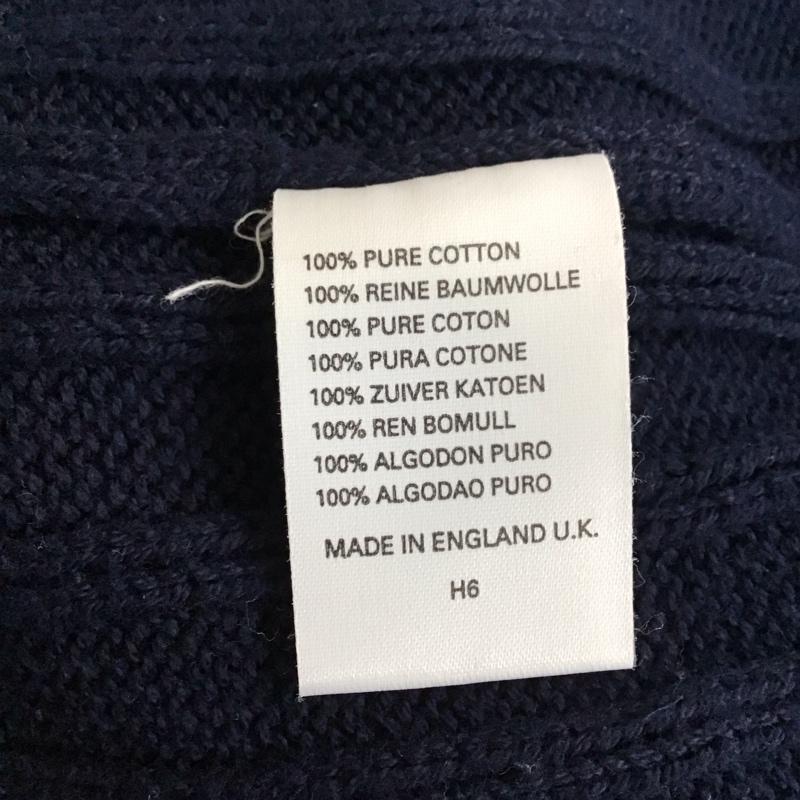 100% PURE COTTON
100% REINE BAUMWOLLE
100% PURE COTON
100% PURA COTONE
100% ZUIVER KATOEN
100% REN BOMULL
100% ALGODON PURO
100% ALGODAO PURO
MADE IN ENGLAND U.K.
H6